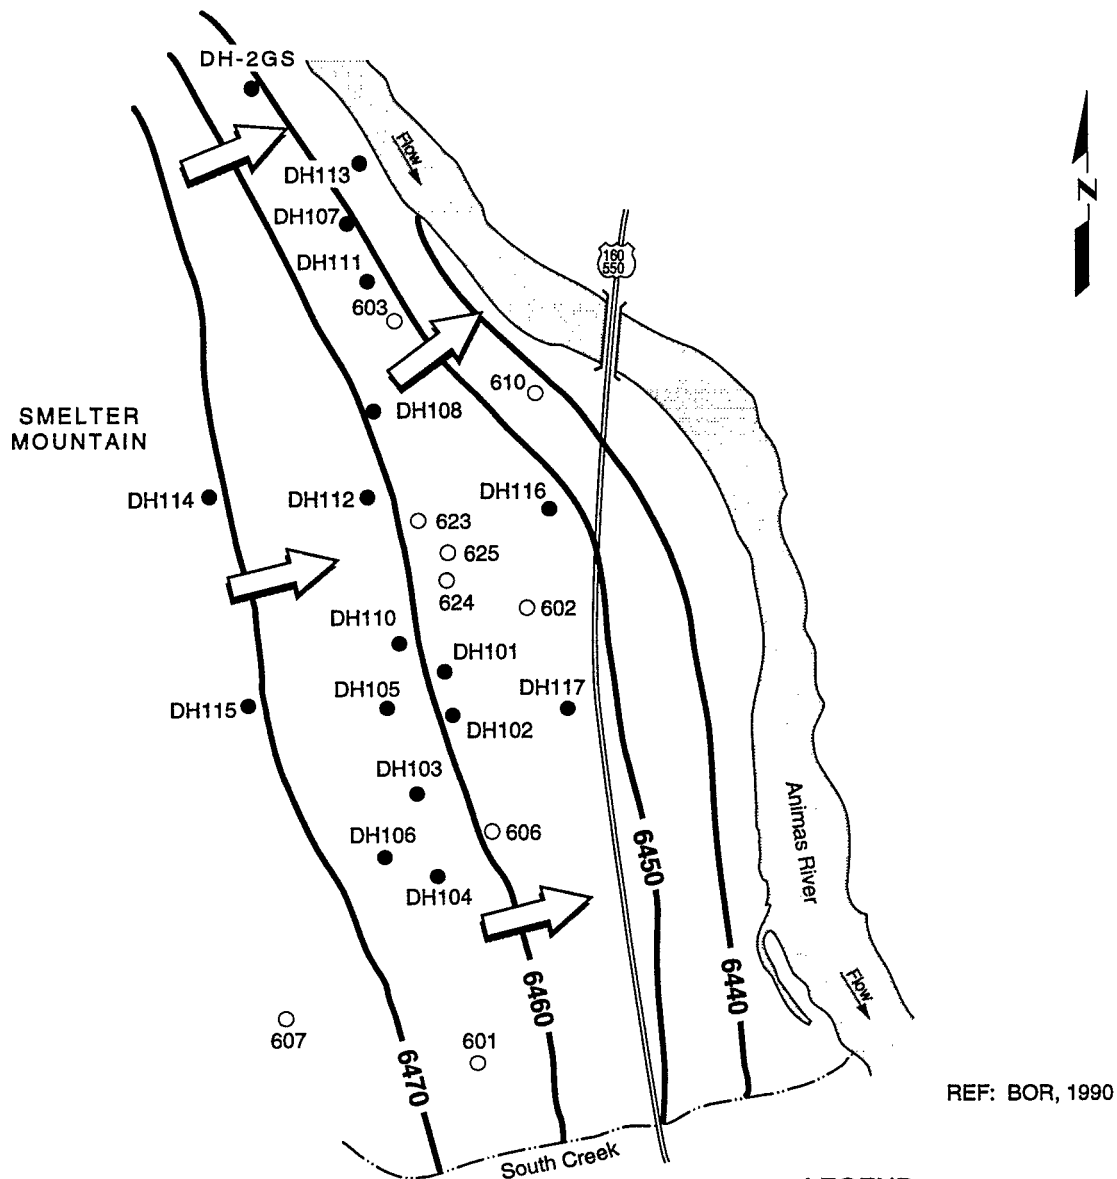 DH-2GS
Flow
DH113
N
DH107
160
550
DH111
603
610
SMELTER
MOUNTAIN
DH108
DH114
DH112
DH116
623
625
624
602
DH110
DH101
DH105
DH117
DH115
DH102
DH103
Animas River
606
DH106
6450
DH104
6440
Flow
6460
607
601
6470
REF: BOR, 1990
South Creek